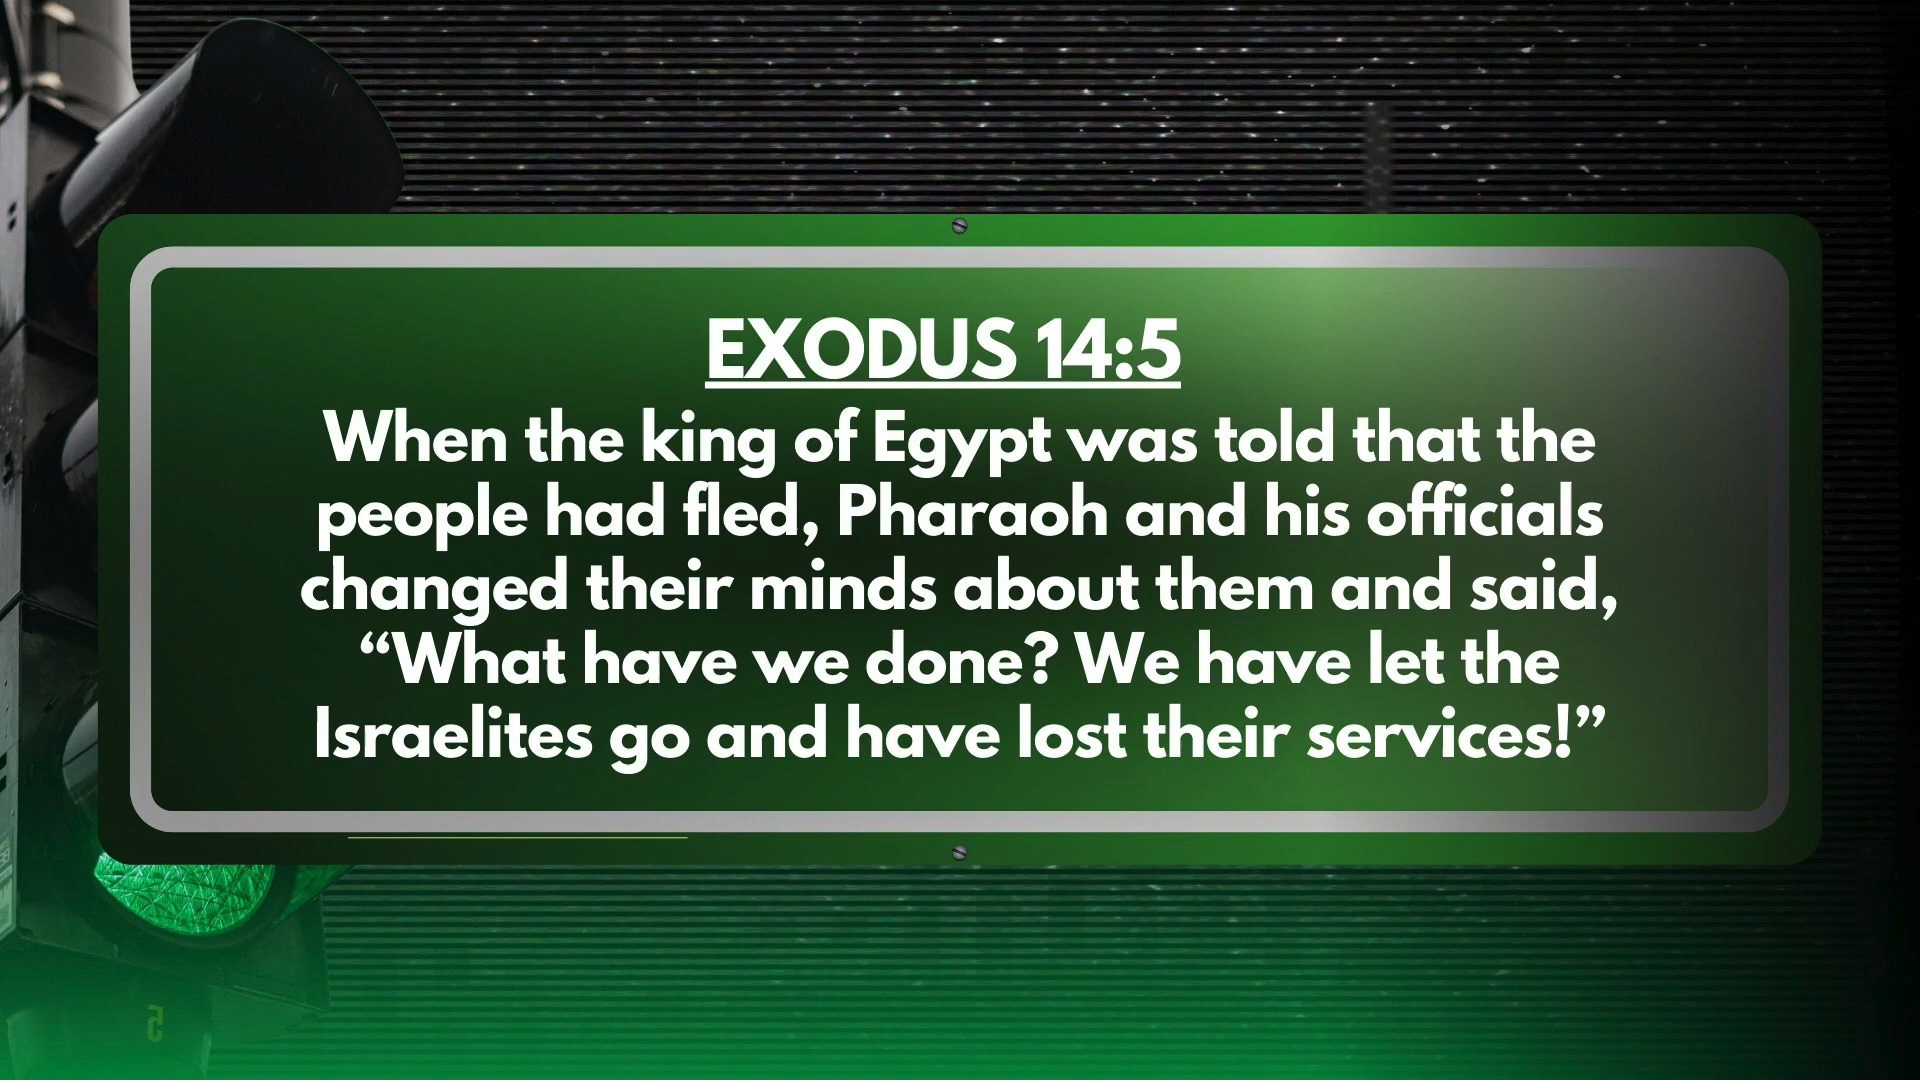 EXODUS 14:5
When the king of Egypt was told that the
people had fled, Pharaoh and his officials
changed their minds about them and said,
“What have we done? We have let the
Israelites go and have lost their services!”